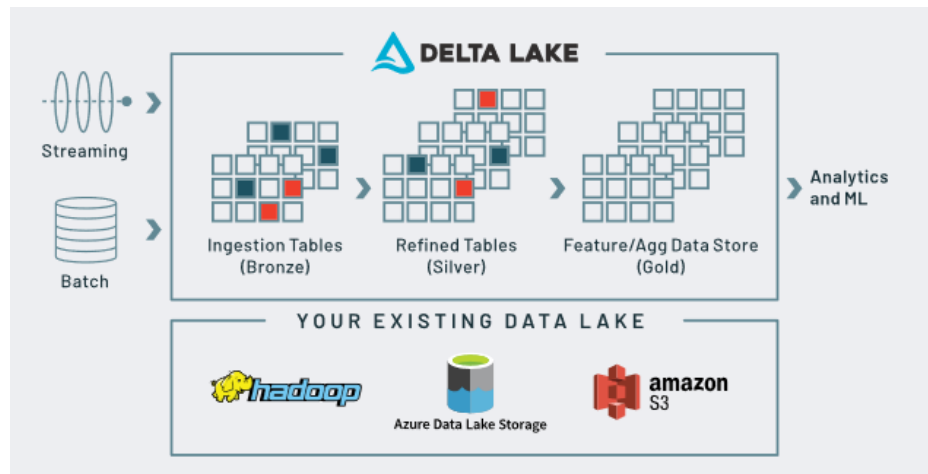 DELTA LAKE
Streaming
Batch
Ingestion Tables
(Bronze)
Refined Tables
(Silver)
Feature/Agg Data Store
(Gold)
Analytics
and ML
YOUR EXISTING DATA LAKE
hadoop
Azure Data Lake Storage
amazon
S3